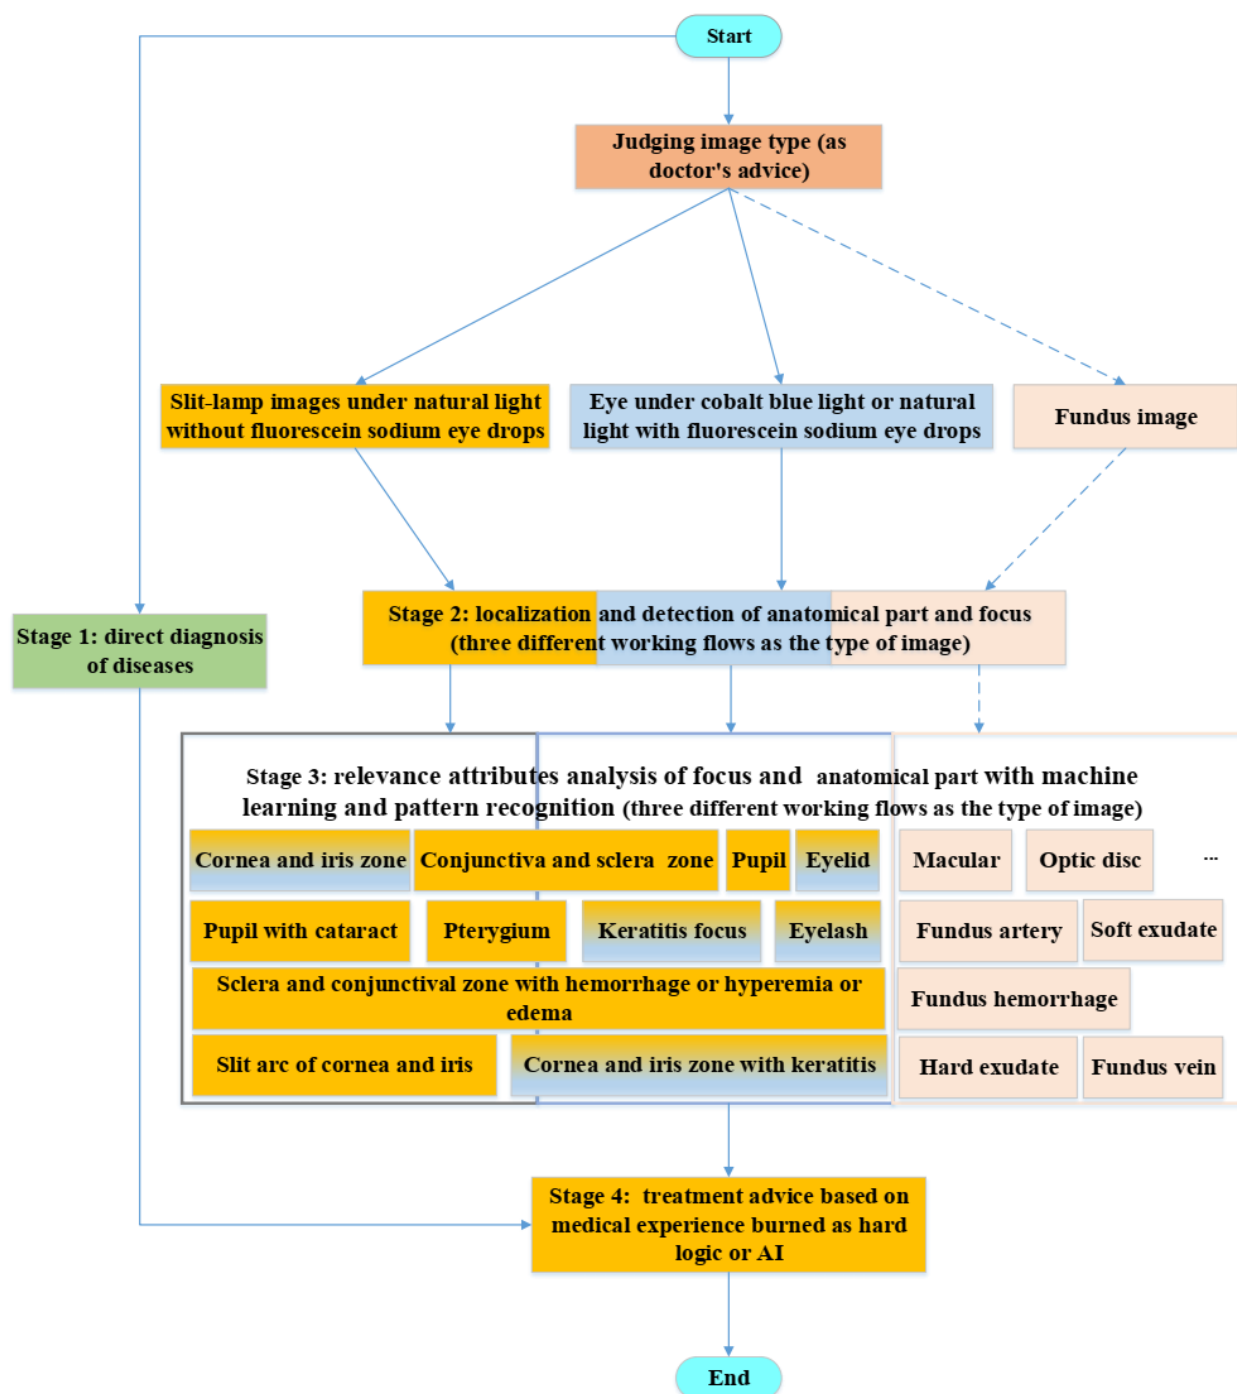 Start
Judging image type (as
doctor's advice)
Slit-lamp images under natural light
without fluorescein sodium eye drops
Eye under cobalt blue light or natural
light with fluorescein sodium eye drops
Fundus image
Stage 1: direct diagnosis
of diseases
Stage 2: localization and detection of anatomical part and focus
(three different working flows as the type of image)
Stage 3: relevance attributes analysis of focus and anatomical part with machine
learning and pattern recognition (three different working flows as the type of image)
Cornea and iris zone
Conjunctiva and sclera zone
Pupil
Eyelid
Macular
Optic disc
...
Pupil with cataract
Pterygium
Keratitis focus
Eyelash
Fundus artery
Soft exudate
Sclera and conjunctival zone with hemorrhage or hyperemia or
edema
Fundus hemorrhage
Slit arc of cornea and iris
Cornea and iris zone with keratitis
Hard exudate
Fundus vein
Stage 4: treatment advice based on
medical experience burned as hard
logic or AI
End